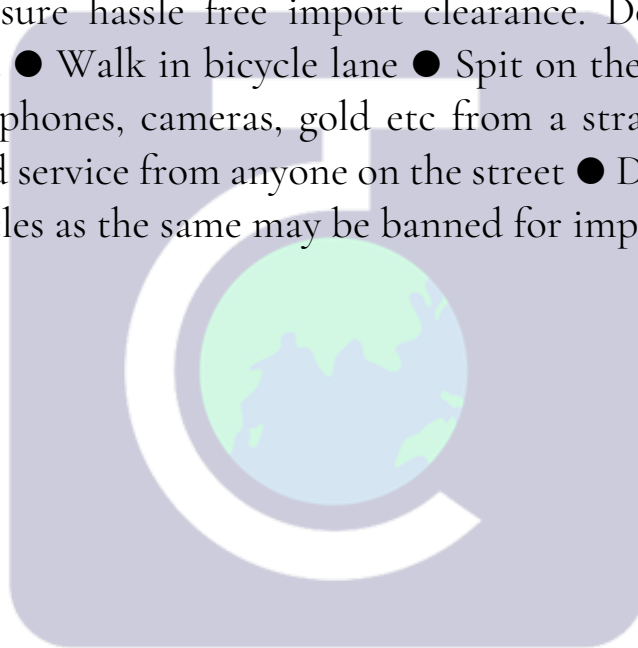 sure hassle free import clearance. D
● Walk in bicycle lane ● Spit on the
phones, cameras, gold etc from a stra
d service from anyone on the street ● D
les as the same may be banned for imp